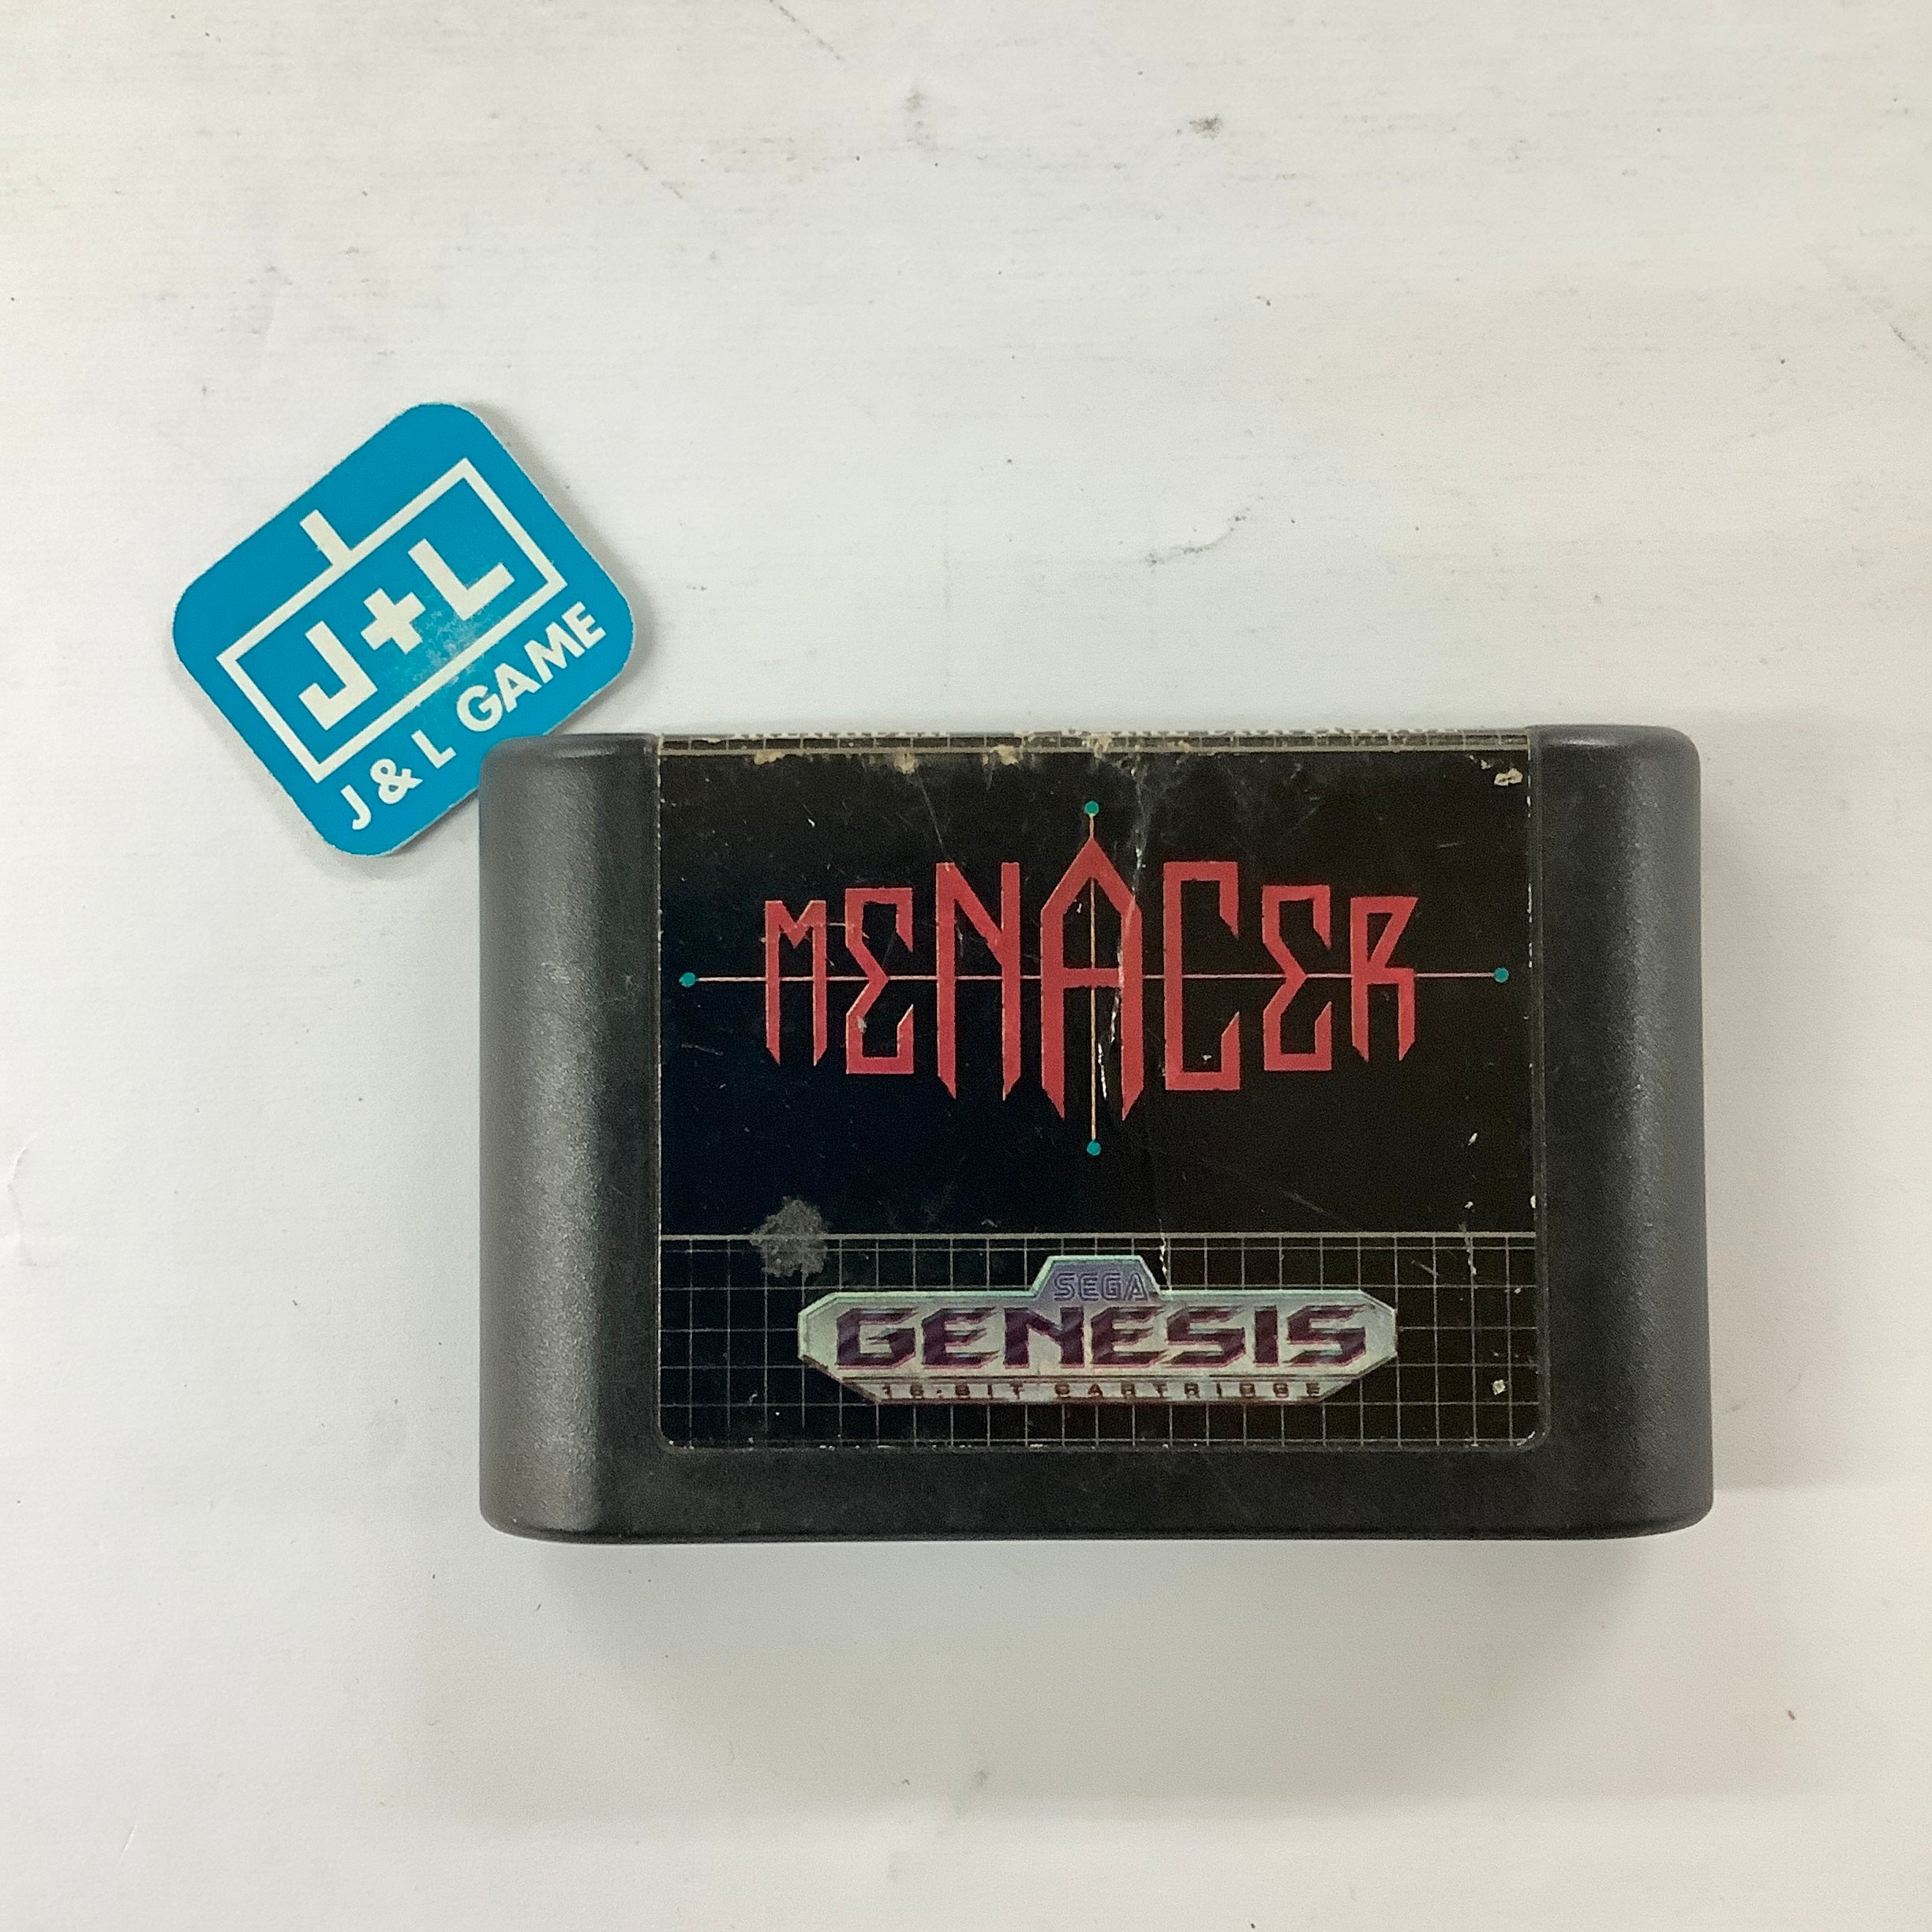 J+L
J & L GAME
MENACER
SEGA
GENESIS
16-BIT CARTRIDGE